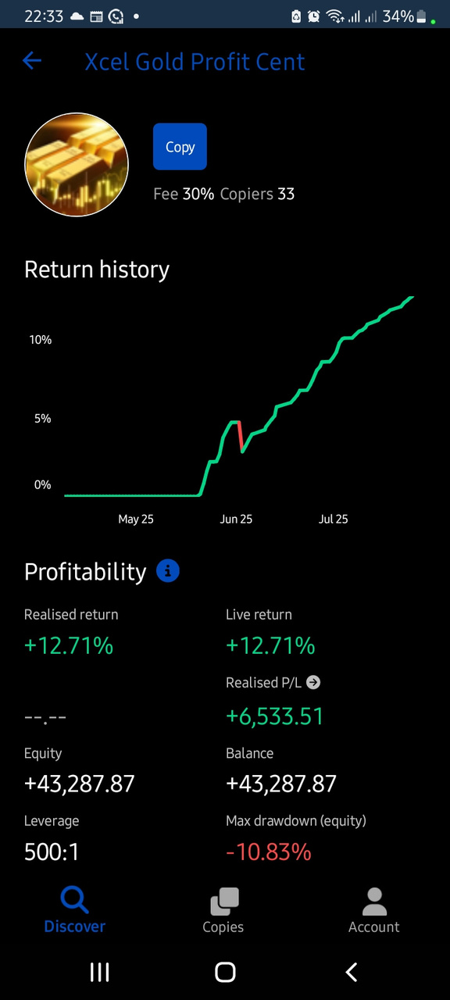 22:33 34%
Xcel Gold Profit Cent
Copy
Fee 30% Copiers 33
Return history
10%
5%
0%
May 25 Jun 25 Jul 25
Profitability
Realised return Live return
+12.71% +12.71%
Realised P/L
--.-- +6,533.51
Equity Balance
+43,287.87 +43,287.87
Leverage Max drawdown (equity)
500:1 -10.83%
Discover Copies Account